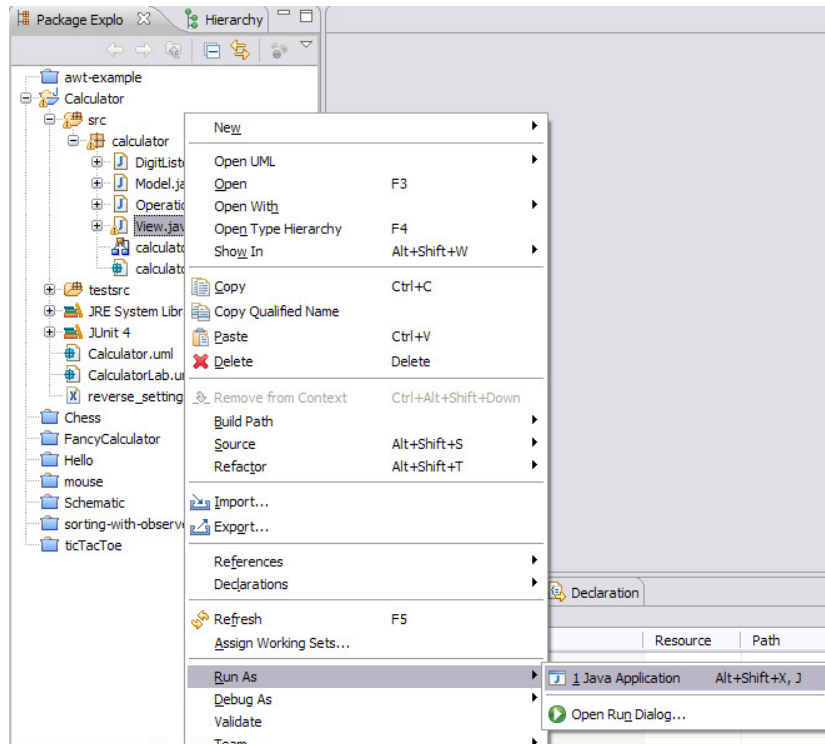 Package Explo
Hierarchy
awt-example
Calculator
src
calculator
DigitListe
Model.ja
Operatio
View.jav
calculato
calculato
testsrc
JRE System Libr
JUnit 4
Calculator.uml
CalculatorLab.u
reverse_setting
Chess
FancyCalculator
Hello
mouse
Schematic
sorting-with-observe
ticTacToe
New
Open UML
Open F3
Open With
Open Type Hierarchy F4
Show In Alt+Shift+W
Copy Ctrl+C
Copy Qualified Name
Paste Ctrl+V
Delete Delete
Remove from Context Ctrl+Alt+Shift+Down
Build Path
Source Alt+Shift+S
Refactor Alt+Shift+T
Import...
Export...
References
Declarations
Refresh F5
Assign Working Sets...
Run As
Debug As
Validate
Team
Declaration
Resource Path
1 Java Application Alt+Shift+X, J
Open Run Dialog...